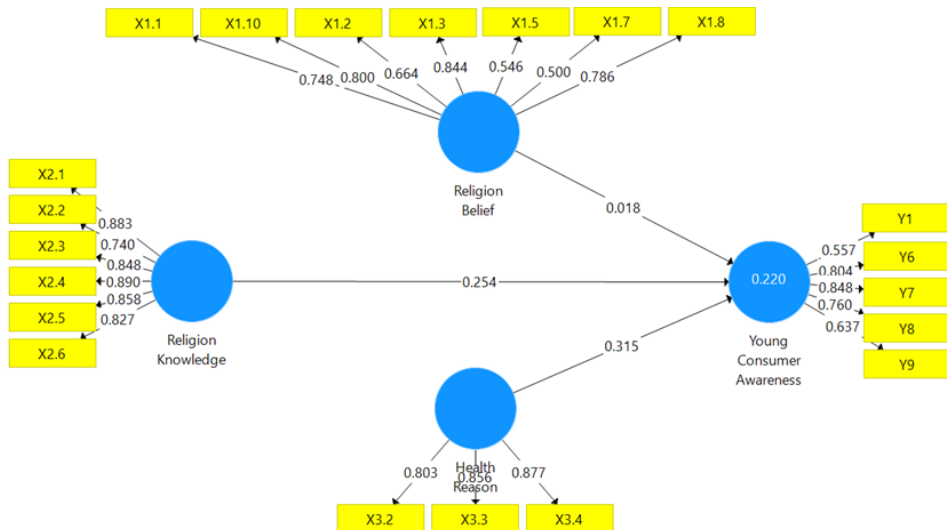 X1.1 X1.10 X1.2 X1.3 X1.5 X1.7 X1.8
0.748 0.800 0.664 0.844 0.546 0.500 0.786
Religion
Belief
X2.1
X2.2
X2.3
X2.4
X2.5
X2.6
0.883
0.740
0.848
0.890
0.858
0.827
Religion
Knowledge
0.018
0.254
0.315
0.220
Young
Consumer
Awareness
Y1
Y6
Y7
Y8
Y9
0.557
0.804
0.848
0.760
0.637
Health
Reason
0.803 0.856 0.877
X3.2 X3.3 X3.4